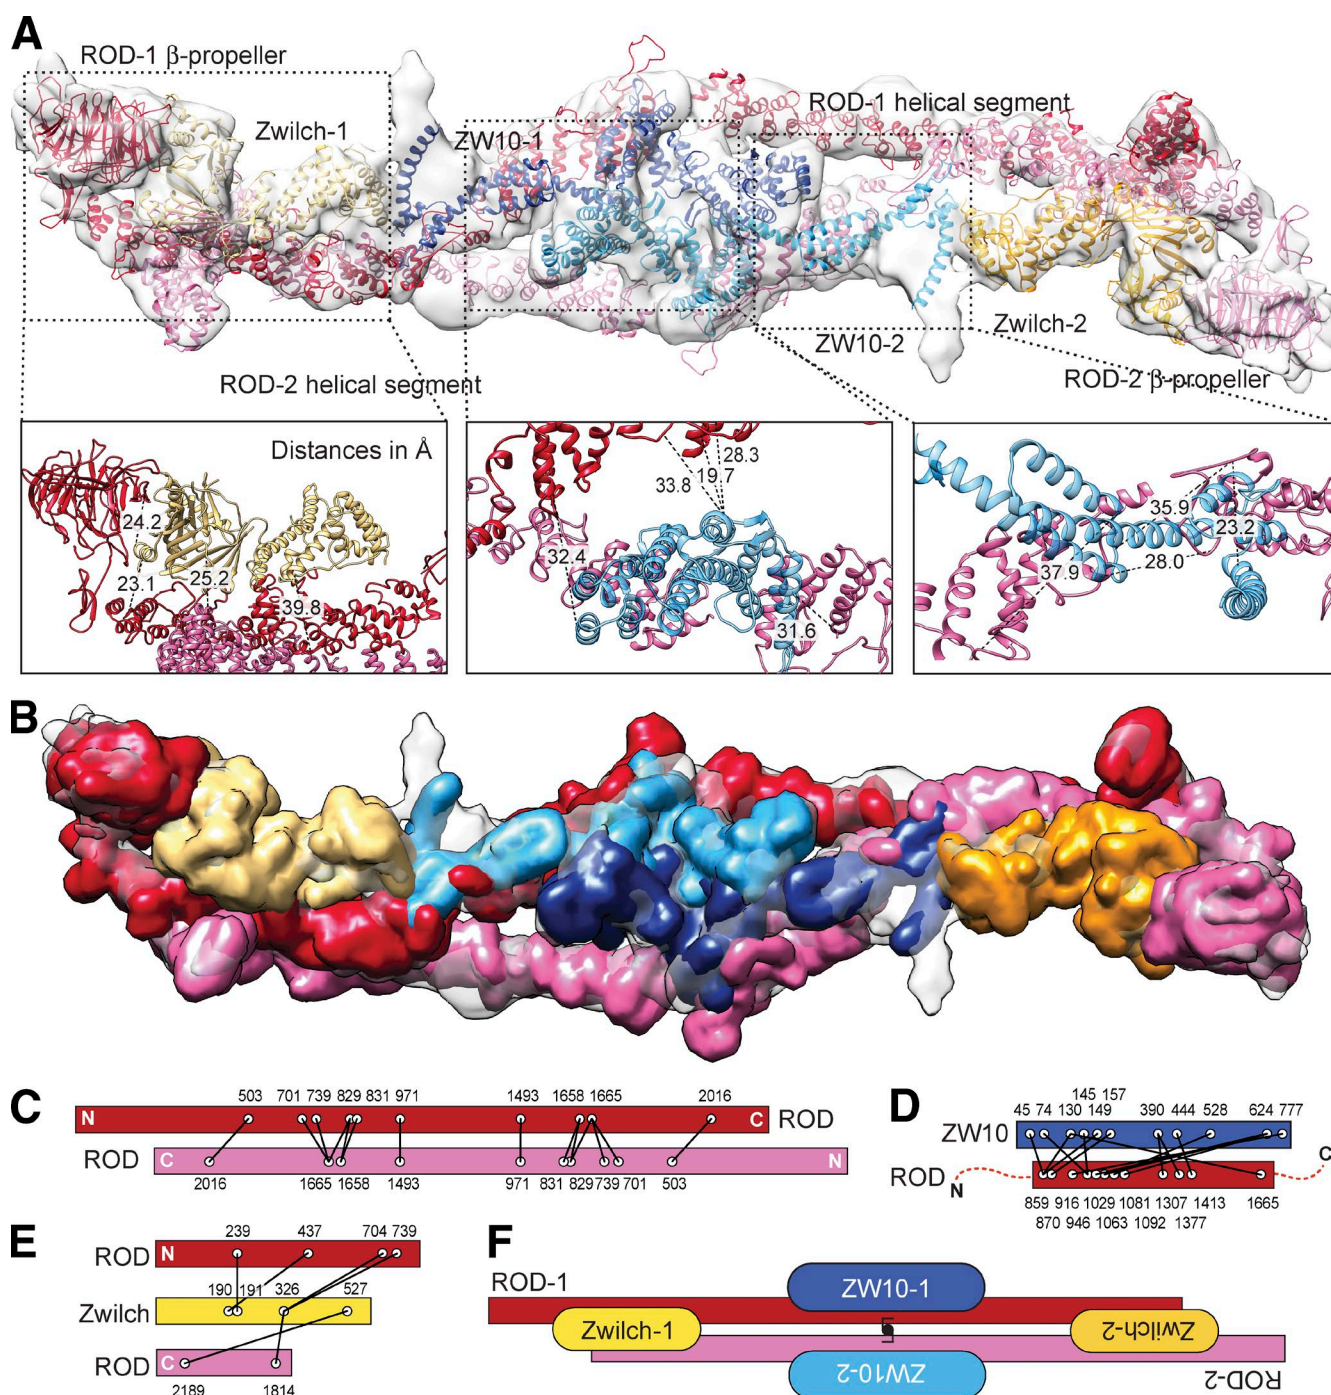 A
ROD-1 β-propeller
Zwilch-1
ZW10-1
ROD-1 helical segment
ZW10-2
Zwilch-2
ROD-2 β-propeller
ROD-2 helical segment
Distances in Å
24.2
23.1
25.2
39.8
28.3
19.7
33.8
32.4
31.6
35.9
23.2
28.0
37.9
B
C
503 701 739 829 831 971 1493 1658 1665 2016
N C ROD
ROD C N
2016 1665 1658 1493 971 831 829 739 701 503
D
145 157
45 74 130 149 390 444 528 624 777
ZW10
ROD N C
859 916 1029 1081 1307 1413 1665
870 946 1063 1092 1377
E
239 437 704 739
ROD N
190 191 326 527
Zwilch
ROD C
2189 1814
F
ROD-1
ZW10-1
Zwilch-1
Zwilch-2
ZW10-2
ROD-2